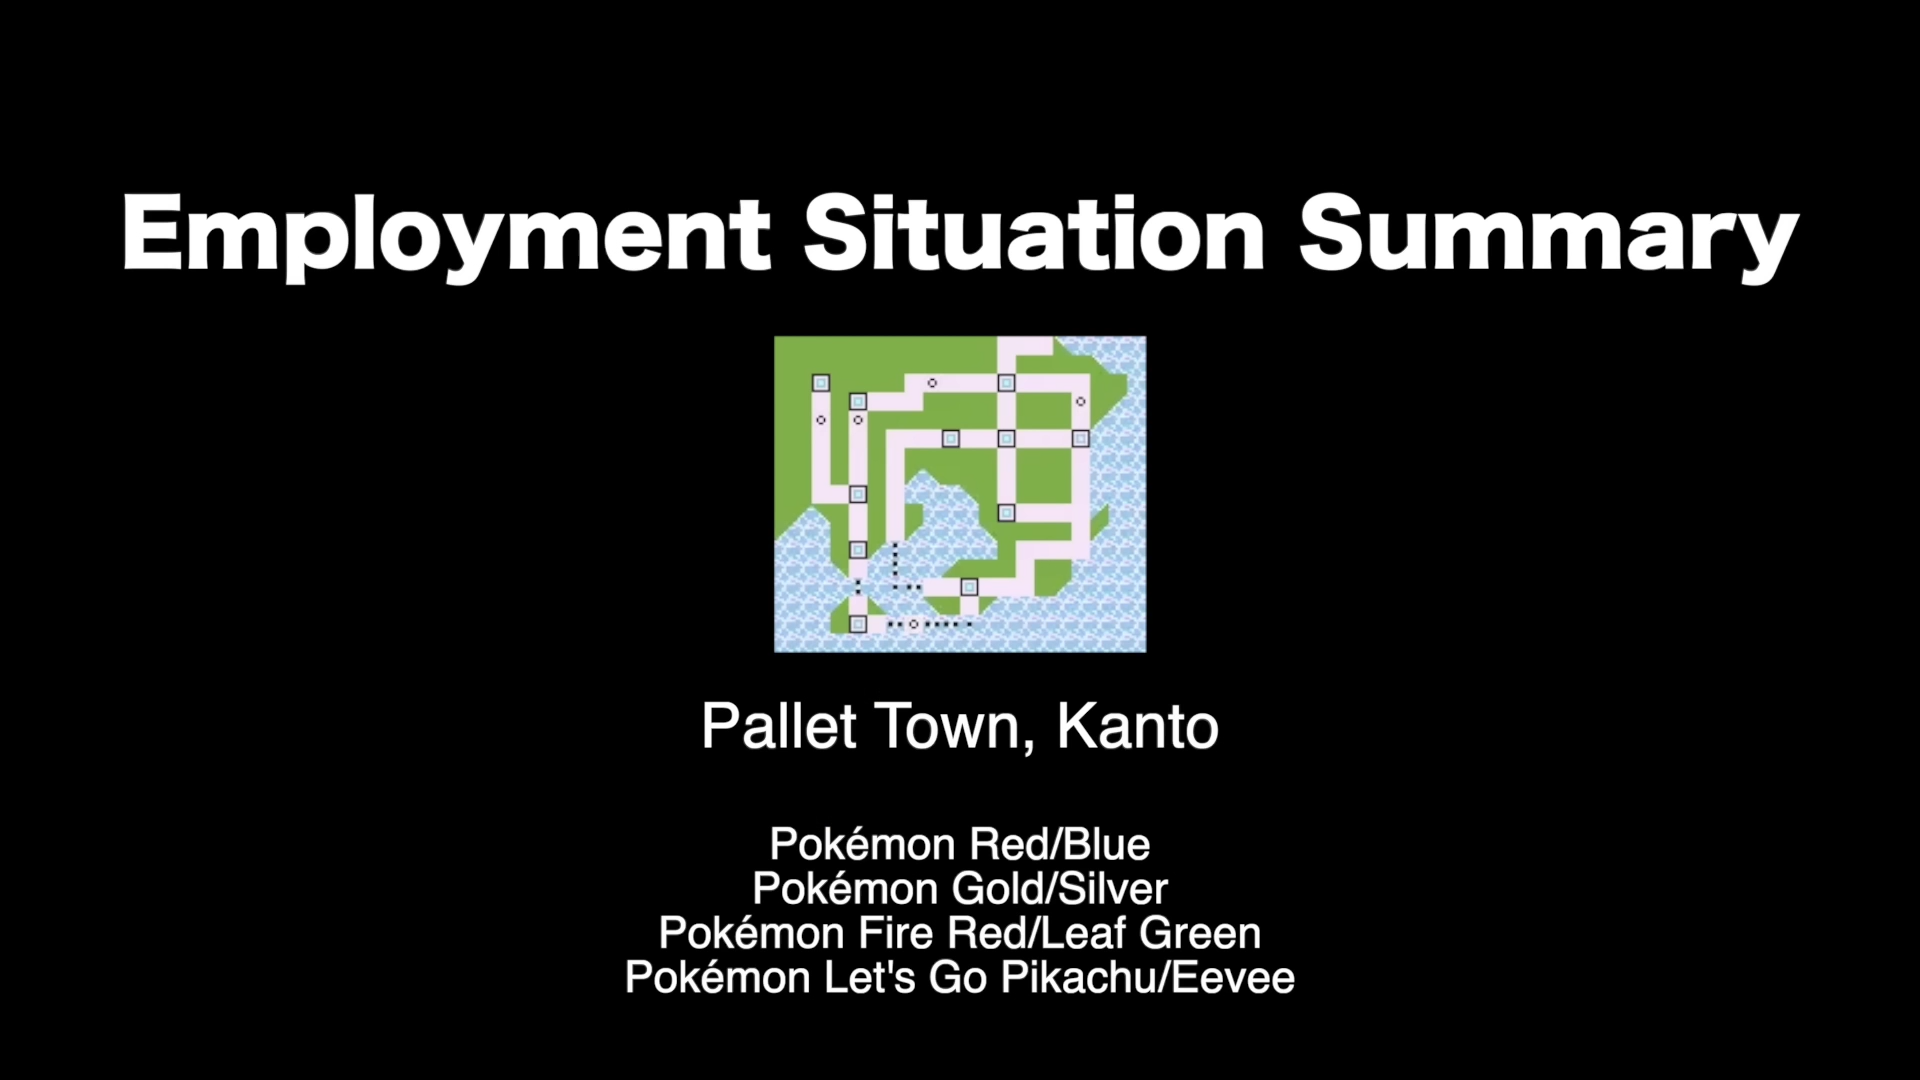 Employment Situation Summary
Pallet Town, Kanto
Pokémon Red/Blue
Pokémon Gold/Silver
Pokémon Fire Red/Leaf Green
Pokémon Let's Go Pikachu/Eevee